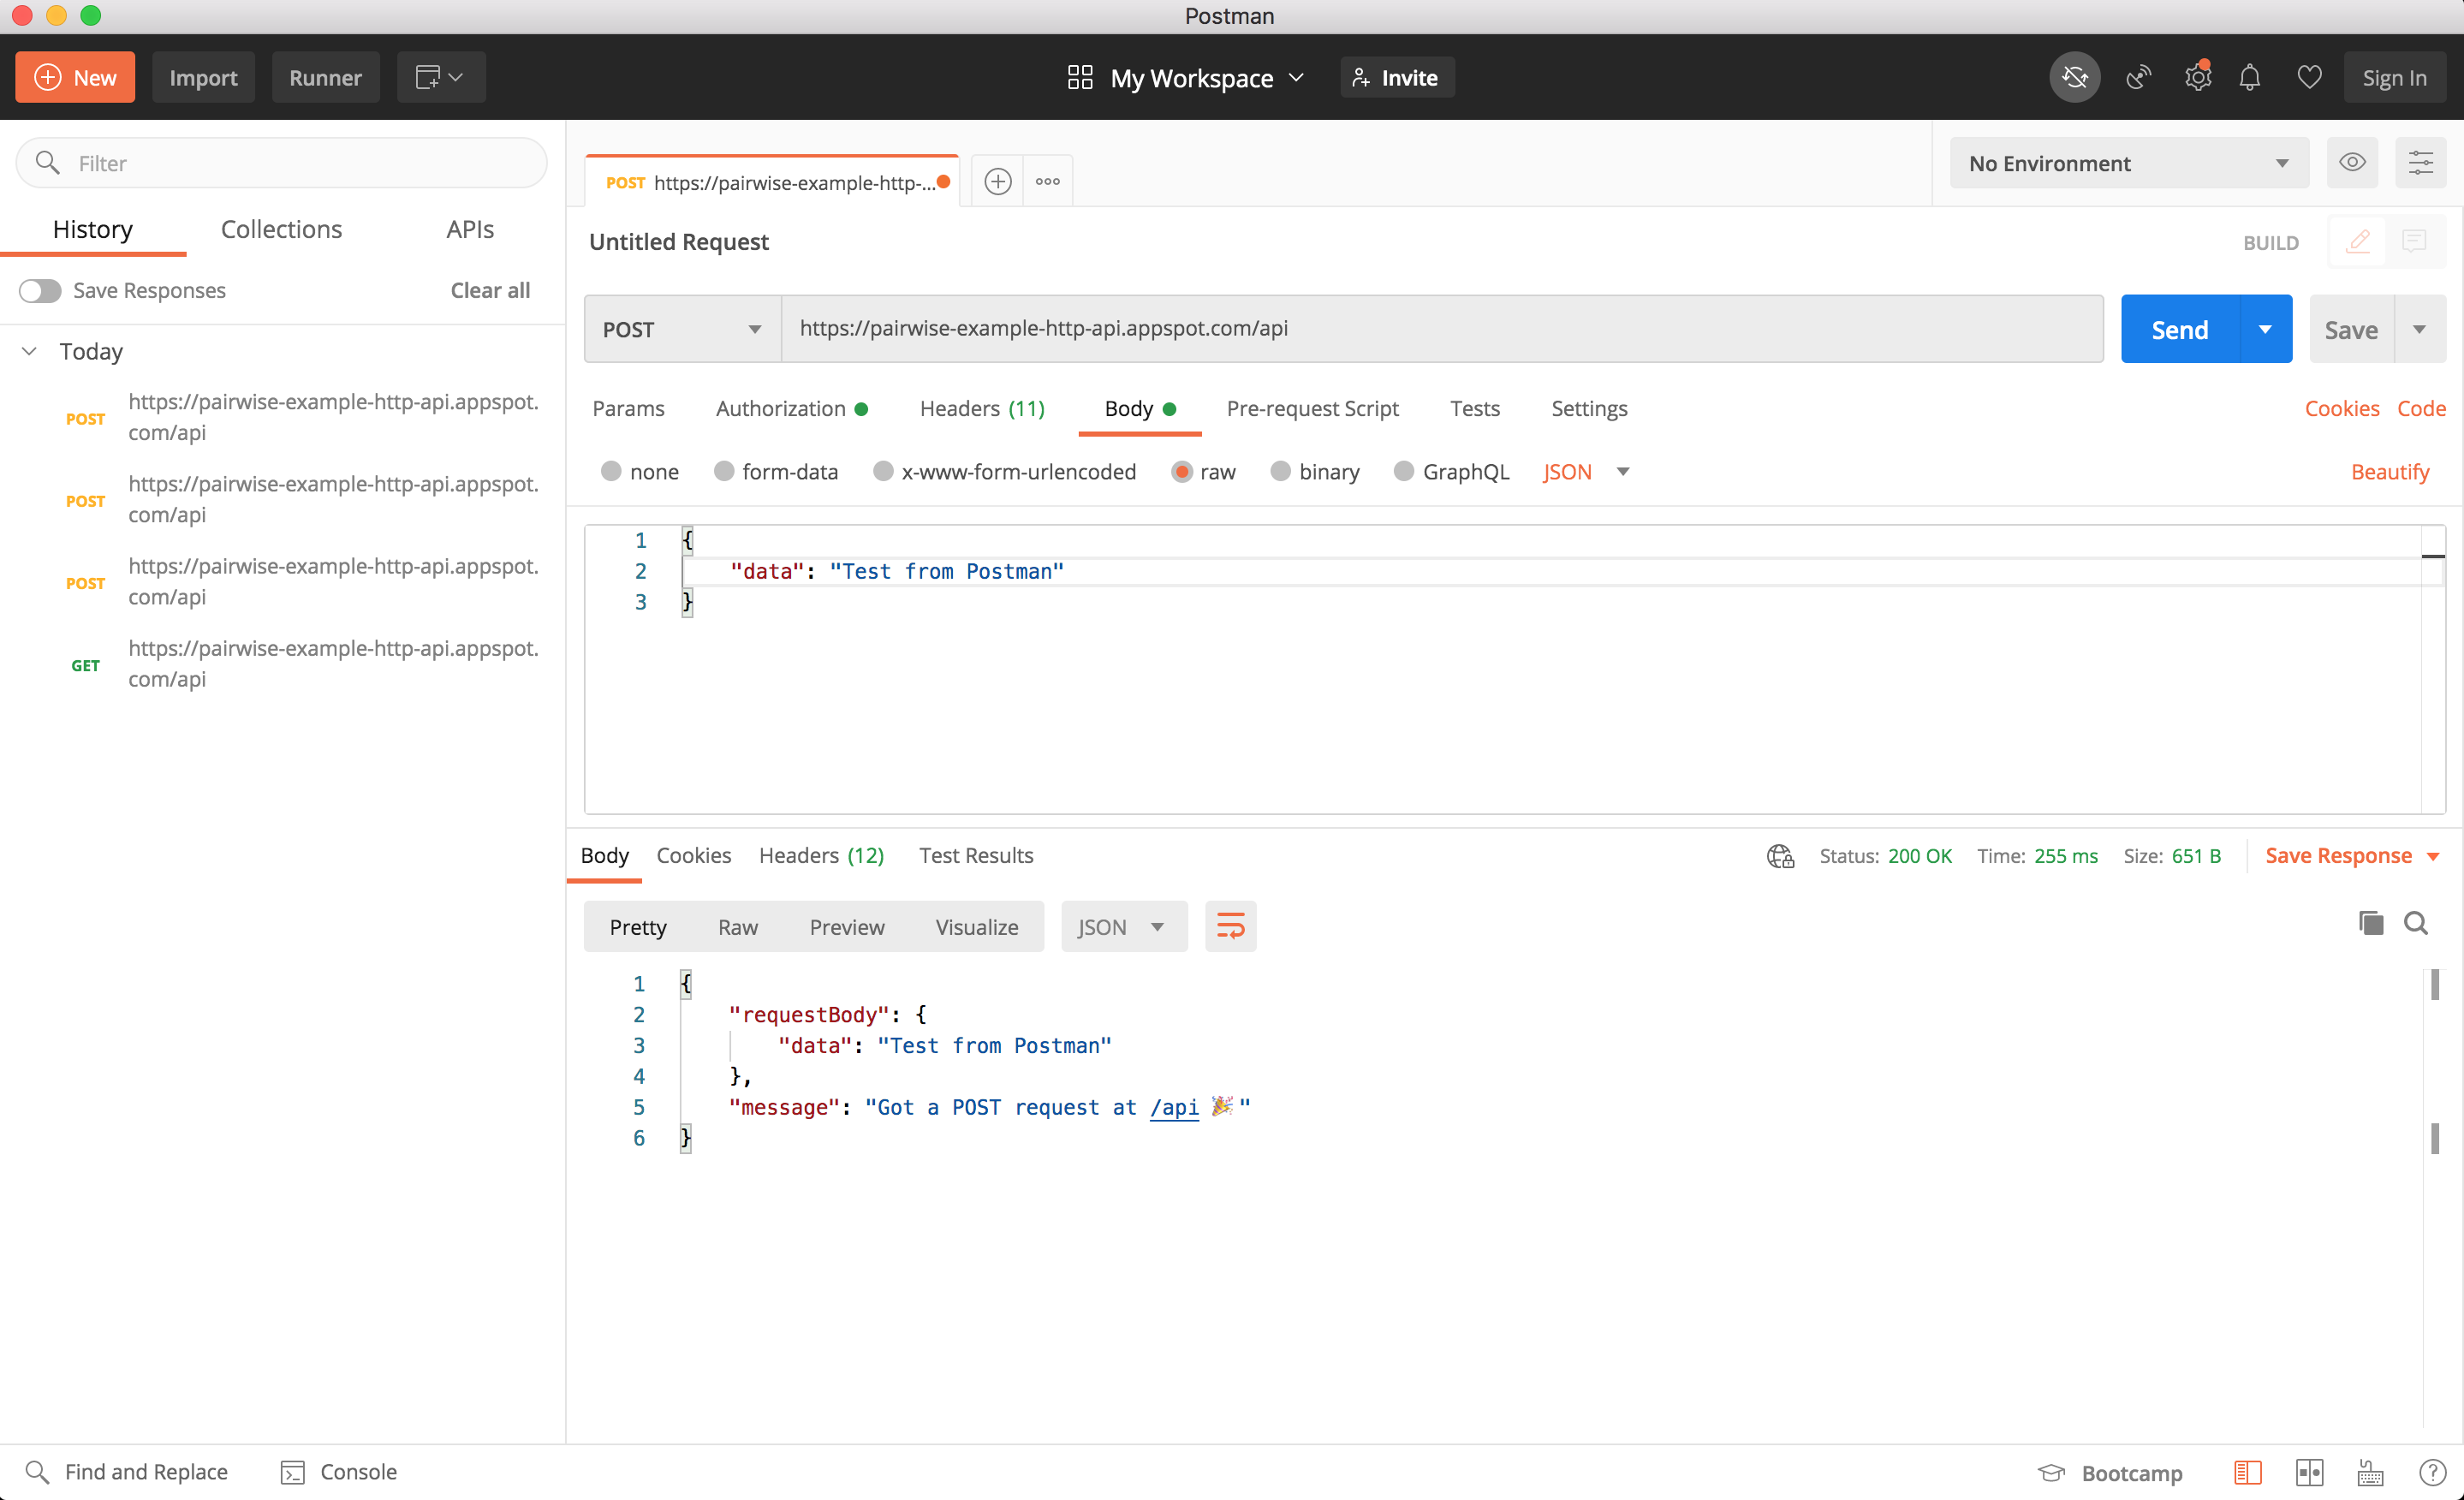 Postman
New Import Runner My Workspace Invite Sign In
Filter
History Collections APIs
Save Responses Clear all
Today
POST https://pairwise-example-http-api.appspot.
com/api
POST https://pairwise-example-http-api.appspot.
com/api
POST https://pairwise-example-http-api.appspot.
com/api
GET https://pairwise-example-http-api.appspot.
com/api
POST https://pairwise-example-http-...
No Environment
Untitled Request BUILD
POST https://pairwise-example-http-api.appspot.com/api Send Save
Params Authorization Headers (11) Body Pre-request Script Tests Settings Cookies Code
none form-data x-www-form-urlencoded raw binary GraphQL JSON Beautify
1 {
2 "data": "Test from Postman"
3 }
Body Cookies Headers (12) Test Results Status: 200 OK Time: 255 ms Size: 651 B Save Response
Pretty Raw Preview Visualize JSON
1 {
2 "requestBody": {
3 "data": "Test from Postman"
4 },
5 "message": "Got a POST request at /api 🎉"
6 }
Find and Replace Console Bootcamp